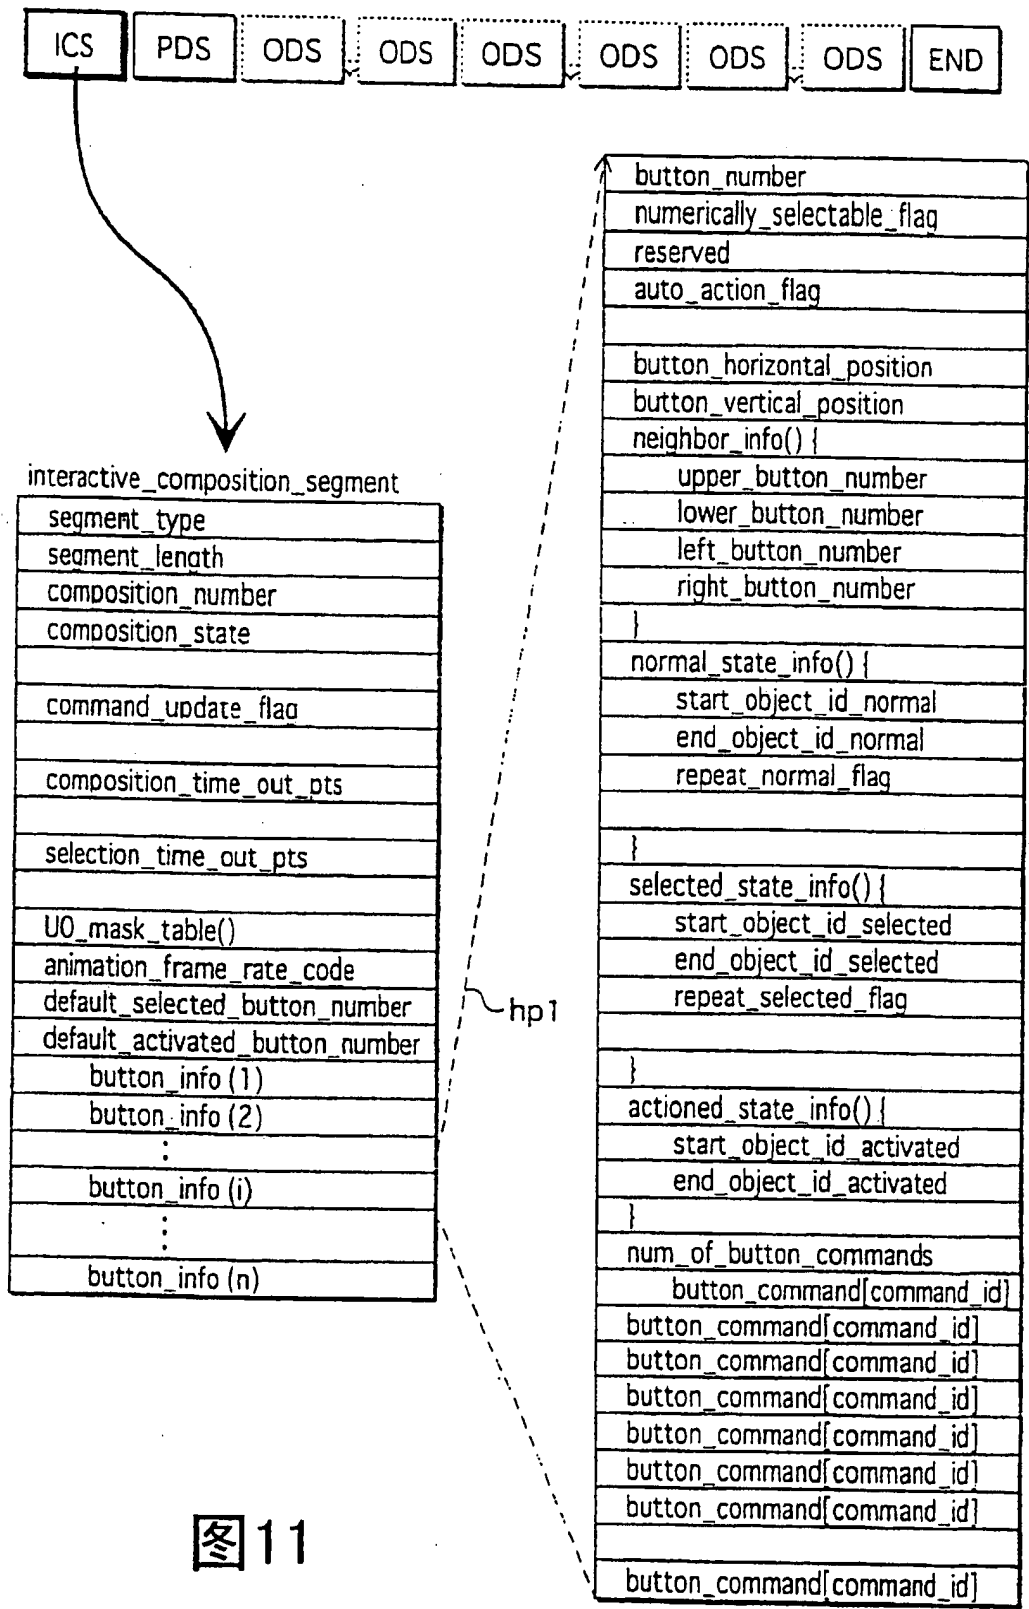 ICS PDS ODS ODS ODS ODS ODS ODS END
interactive_composition_segment
segment_type
segment_length
composition_number
composition_state
command_update_flag
composition_time_out_pts
selection_time_out_pts
UO_mask_table()
animation_frame_rate_code
default_selected_button_number
default_activated_button_number
button_info (1)
button_info (2)
button_info (i)
button_info (n)
hp1
button_number
numerically_selectable_flag
reserved
auto_action_flag
button_horizontal_position
button_vertical_position
neighbor_info() {
upper_button_number
lower_button_number
left_button_number
right_button_number
}
normal_state_info() {
start_object_id_normal
end_object_id_normal
repeat_normal_flag
}
selected_state_info() {
start_object_id_selected
end_object_id_selected
repeat_selected_flag
}
actioned_state_info() {
start_object_id_activated
end_object_id_activated
}
num_of_button_commands
button_command[command_id]
button_command[command_id]
button_command[command_id]
button_command[command_id]
button_command[command_id]
button_command[command_id]
button_command[command_id]
button_command[command_id]
图11